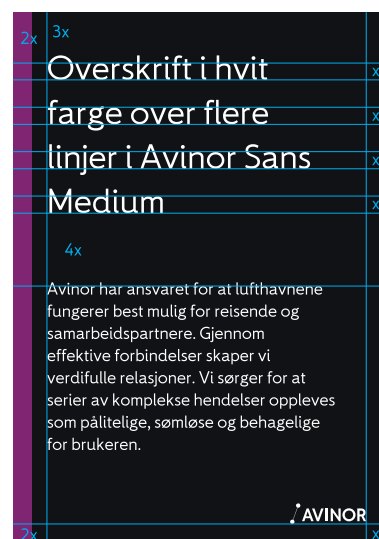 2x
3x
Overskrift i hvit
x
farge over flere
x
linjer i Avinor Sans
x
Medium
x
4x
Avinor har ansvaret for at lufthavnene
fungerer best mulig for reisende og
samarbeidspartnere. Gjennom
effektive forbindelser skaper vi
verdifulle relasjoner. Vi sørger for at
serier av komplekse hendelser oppleves
som pålitelige, sømløse og behagelige
for brukeren.
AVINOR
2x
x